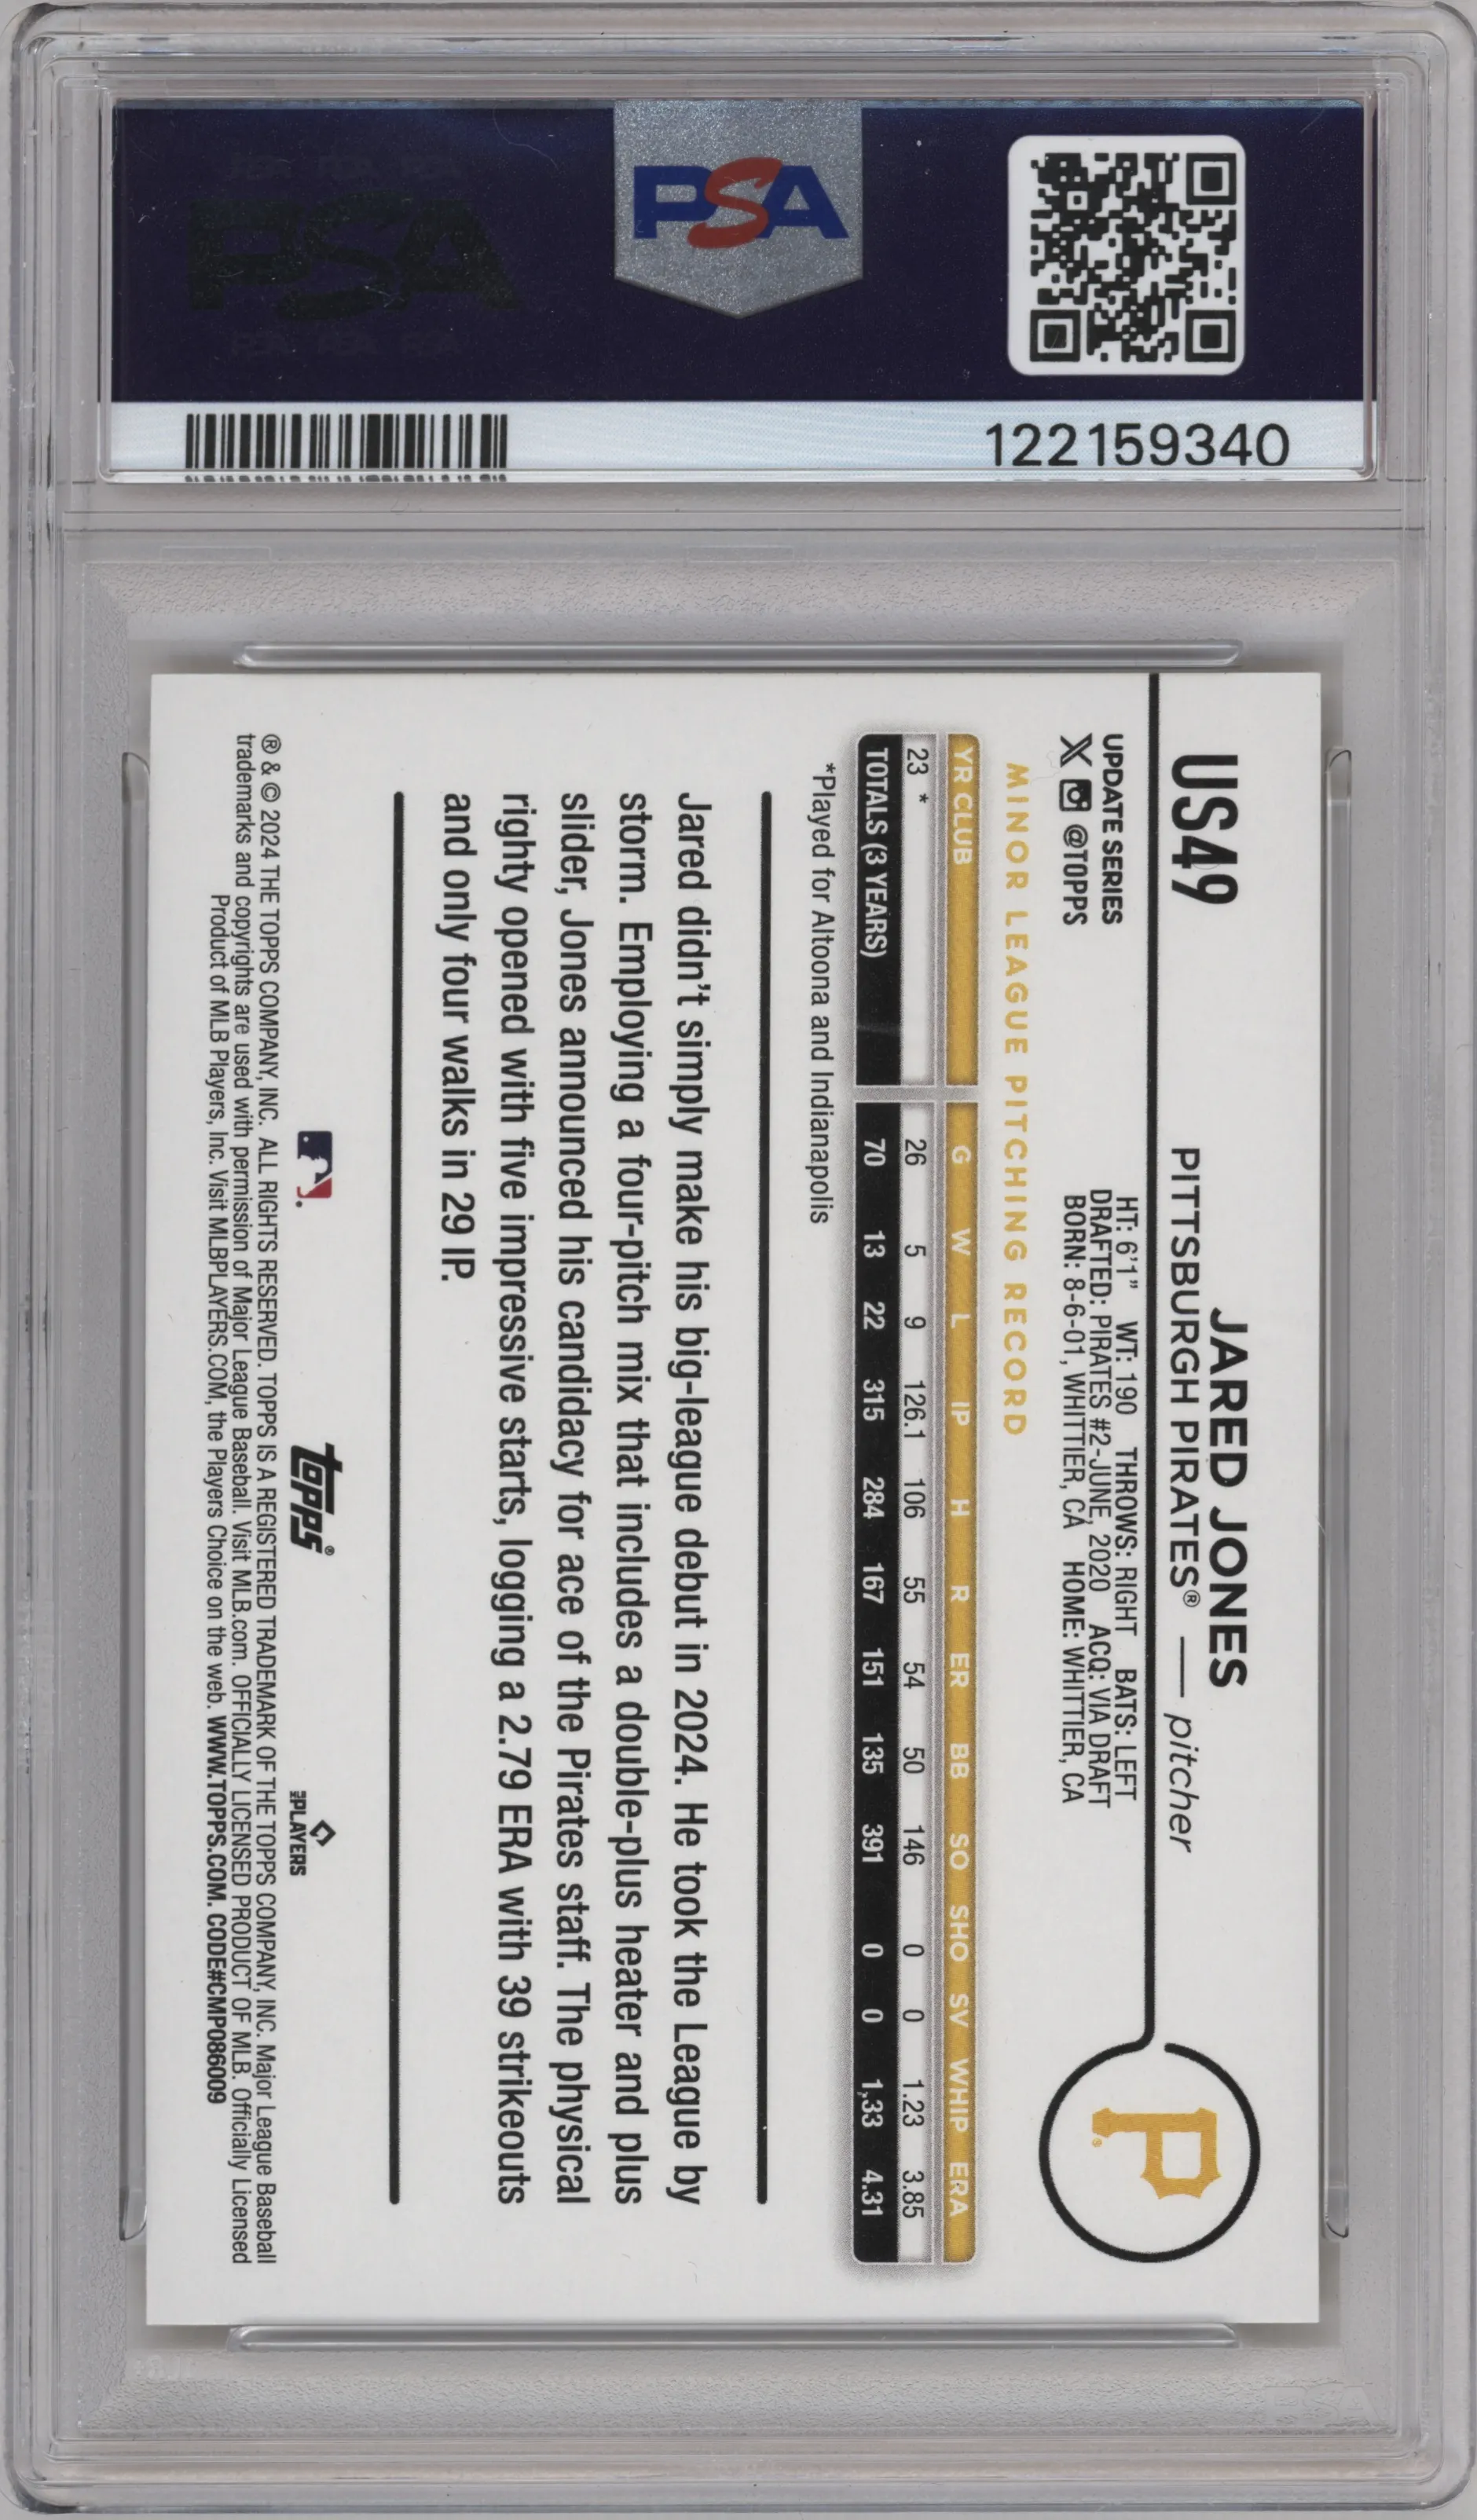 PSA
122159340
US49
JARED JONES
PITTSBURGH PIRATES® — pitcher
UPDATE SERIES
@TOPPS
HT: 6'1" WT: 190 THROWS: RIGHT BATS: LEFT
DRAFTED: PIRATES #2-JUNE, 2020 ACQ: VIA DRAFT
BORN: 8-6-01, WHITTIER, CA HOME: WHITTIER, CA
P
MINOR LEAGUE PITCHING RECORD
YR CLUB G W L IP H R ER BB SO SHO SV WHIP ERA
23 * 26 5 9 126.1 106 55 54 50 146 0 0 1.23 3.85
TOTALS (3 YEARS) 70 13 22 315 284 167 151 135 391 0 0 1.33 4.31
*Played for Altoona and Indianapolis
Jared didn't simply make his big-league debut in 2024. He took the League by
storm. Employing a four-pitch mix that includes a double-plus heater and plus
slider, Jones announced his candidacy for ace of the Pirates staff. The physical
righty opened with five impressive starts, logging a 2.79 ERA with 39 strikeouts
and only four walks in 29 IP.
topps®
PLAYERS
® & © 2024 THE TOPPS COMPANY, INC. ALL RIGHTS RESERVED. TOPPS IS A REGISTERED TRADEMARK OF THE TOPPS COMPANY, INC. Major League Baseball
trademarks and copyrights are used with permission of Major League Baseball. Visit MLB.com. OFFICIALLY LICENSED PRODUCT OF MLB. Officially Licensed
Product of MLB Players, Inc. Visit MLBPLAYERS.COM, the Players Choice on the web. WWW.TOPPS.COM. CODE#CMP086009